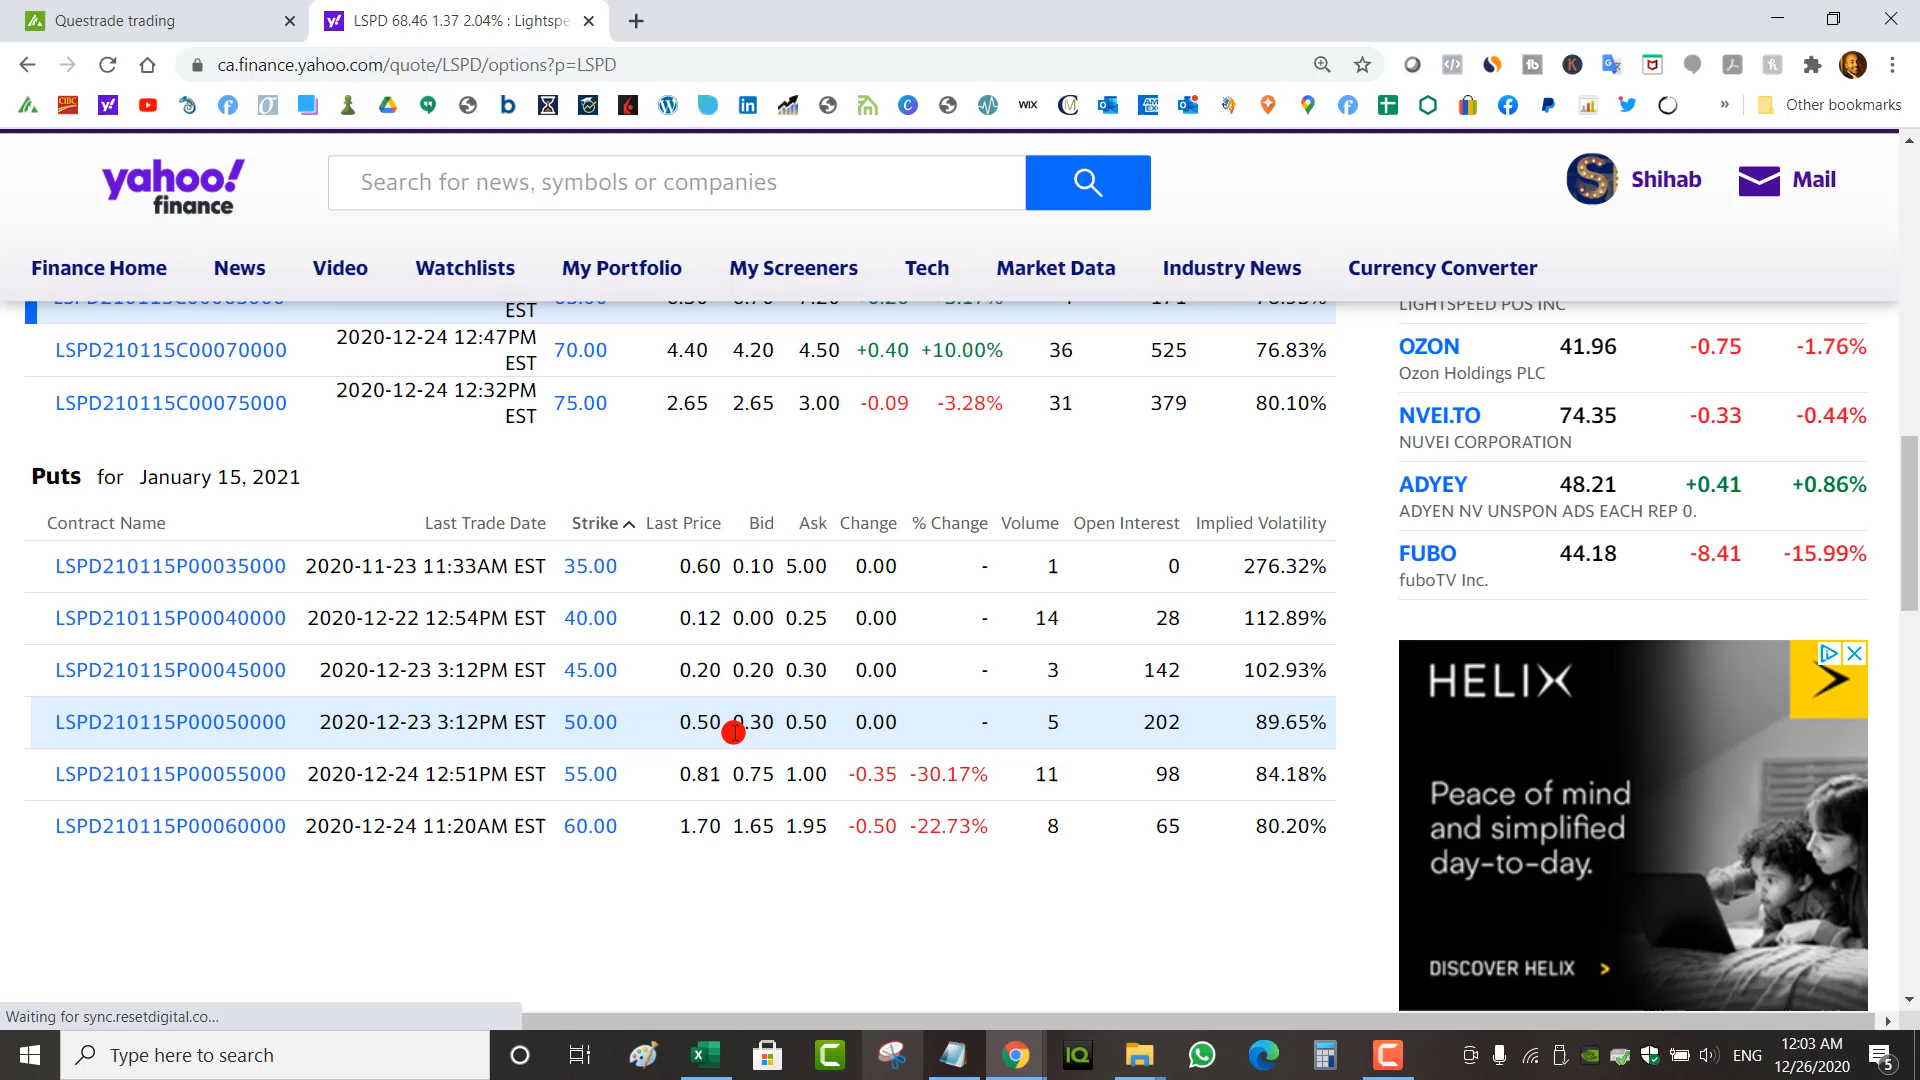 Questrade trading
LSPD 68.46 1.37 2.04% : Lightspe
ca.finance.yahoo.com/quote/LSPD/options?p=LSPD
Other bookmarks
yahoo!
finance
Search for news, symbols or companies
Shihab
Mail
Finance Home News Video Watchlists My Portfolio My Screeners Tech Market Data Industry News Currency Converter
EST
2020-12-24 12:47PM
LSPD210115C00070000 70.00 4.40 4.20 4.50 +0.40 +10.00% 36 525 76.83%
EST
2020-12-24 12:32PM
LSPD210115C00075000 75.00 2.65 2.65 3.00 -0.09 -3.28% 31 379 80.10%
EST
Puts for January 15, 2021
Contract Name Last Trade Date Strike Last Price Bid Ask Change % Change Volume Open Interest Implied Volatility
LSPD210115P00035000 2020-11-23 11:33AM EST 35.00 0.60 0.10 5.00 0.00 - 1 0 276.32%
LSPD210115P00040000 2020-12-22 12:54PM EST 40.00 0.12 0.00 0.25 0.00 - 14 28 112.89%
LSPD210115P00045000 2020-12-23 3:12PM EST 45.00 0.20 0.20 0.30 0.00 - 3 142 102.93%
LSPD210115P00050000 2020-12-23 3:12PM EST 50.00 0.50 0.30 0.50 0.00 - 5 202 89.65%
LSPD210115P00055000 2020-12-24 12:51PM EST 55.00 0.81 0.75 1.00 -0.35 -30.17% 11 98 84.18%
LSPD210115P00060000 2020-12-24 11:20AM EST 60.00 1.70 1.65 1.95 -0.50 -22.73% 8 65 80.20%
LIGHTSPEED POS INC
OZON 41.96 -0.75 -1.76%
Ozon Holdings PLC
NVEI.TO 74.35 -0.33 -0.44%
NUVEI CORPORATION
ADYEY 48.21 +0.41 +0.86%
ADYEN NV UNSPON ADS EACH REP 0.
FUBO 44.18 -8.41 -15.99%
fuboTV Inc.
HELIX
Peace of mind
and simplified
day-to-day.
DISCOVER HELIX >
Waiting for sync.resetdigital.co...
Type here to search
ENG
12:03 AM
12/26/2020
5